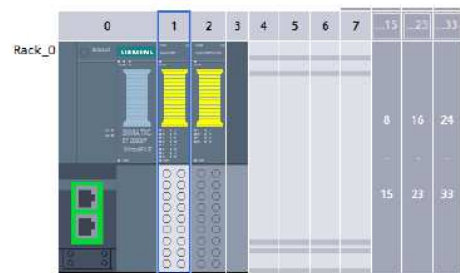 0 1 2 3 4 5 6 7 ...15 ...23 ...33
Rack_0
SIEMENS
SIMATIC
ET 200SP
8 16 24
- - -
15 23 33